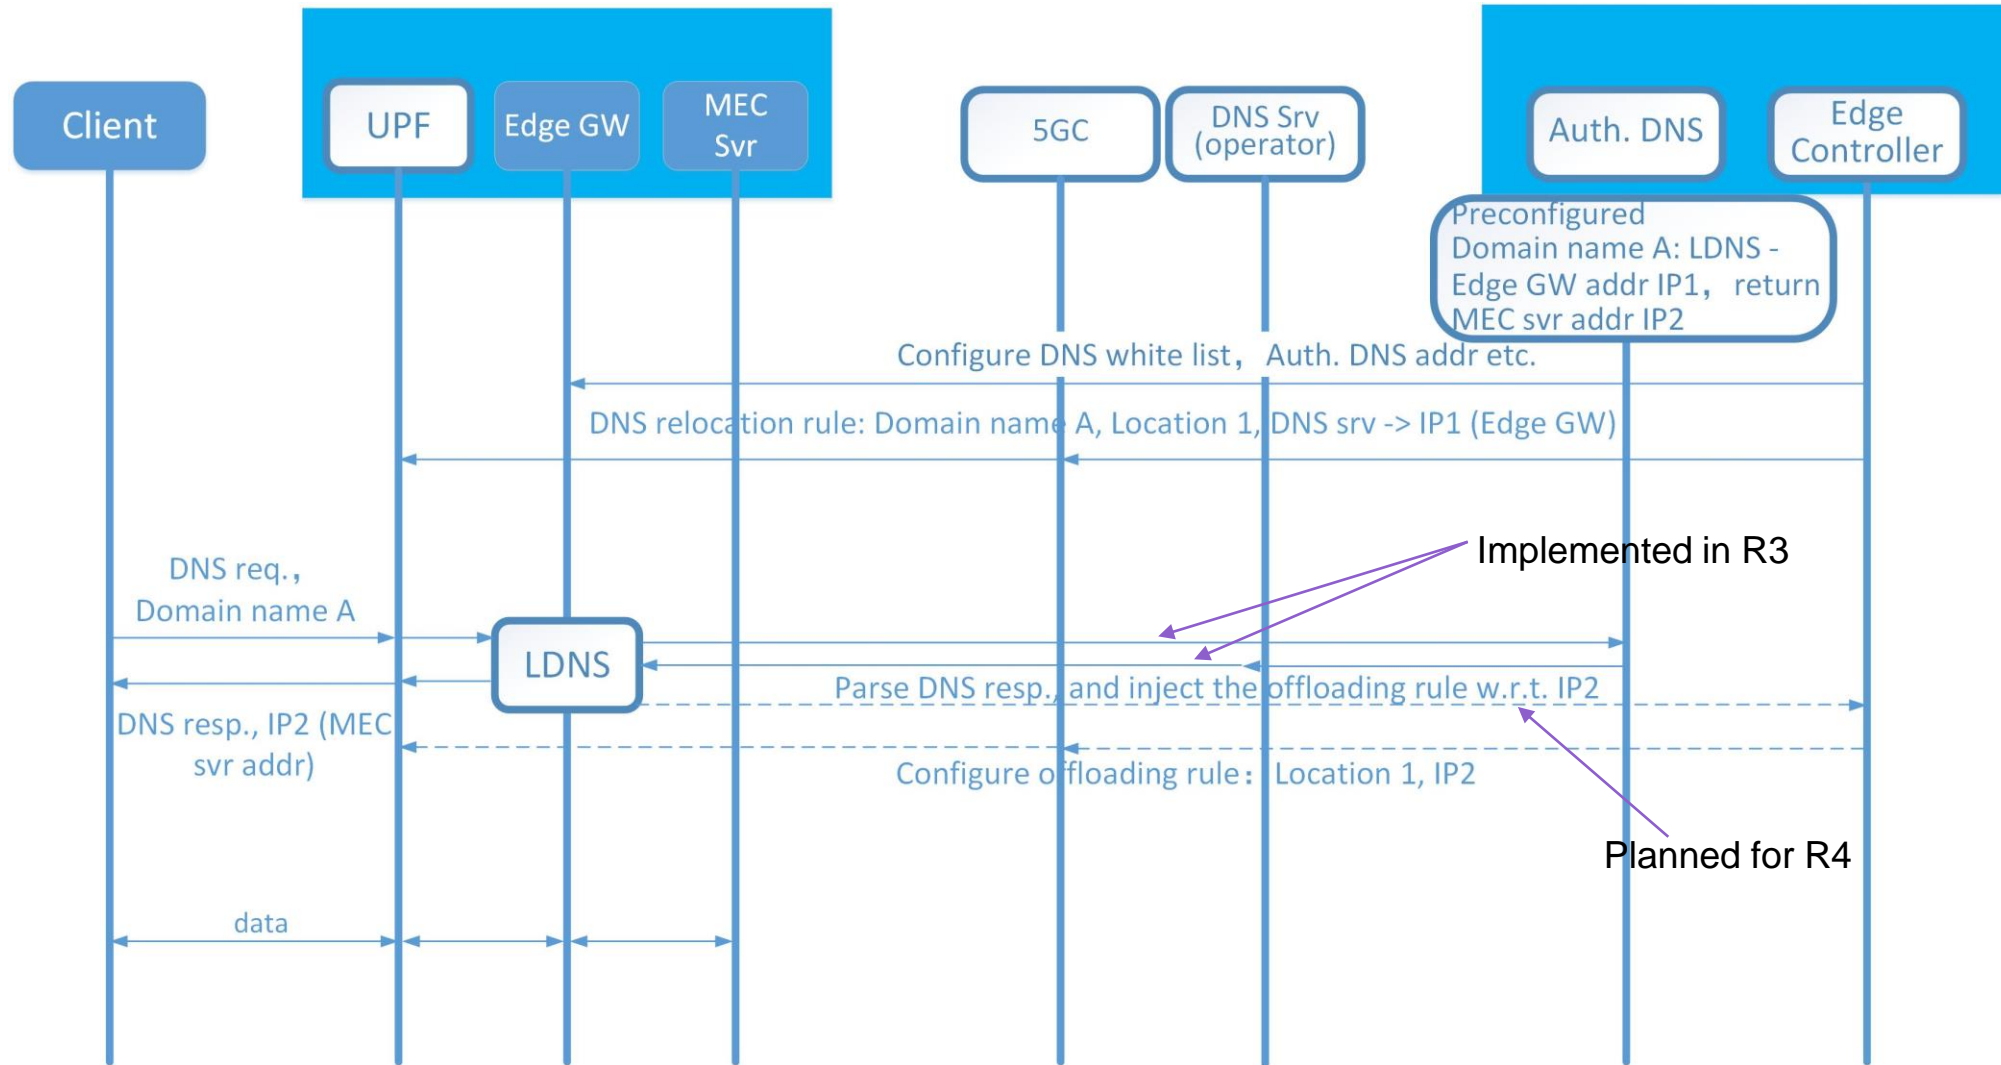 Client
UPF
Edge GW
MEC
Svr
5GC
DNS Srv
(operator)
Auth. DNS
Edge
Controller
Preconfigured
Domain name A: LDNS -
Edge GW addr IP1，return
MEC svr addr IP2
Configure DNS white list，Auth. DNS addr etc.
DNS relocation rule: Domain name A, Location 1, DNS srv -> IP1 (Edge GW)
Implemented in R3
DNS req.，
Domain name A
LDNS
Parse DNS resp., and inject the offloading rule w.r.t. IP2
DNS resp., IP2 (MEC
svr addr)
Configure offloading rule：Location 1, IP2
Planned for R4
data